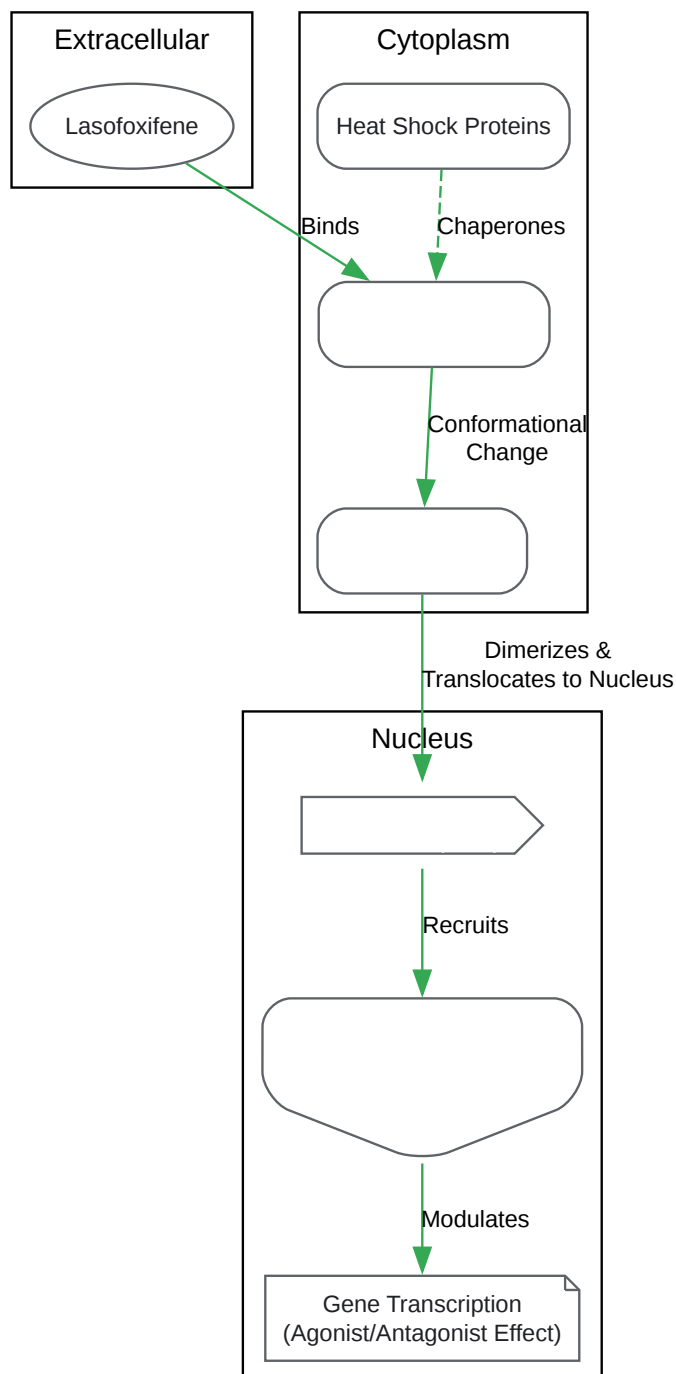 Extracellular
Cytoplasm
Lasofoxifene
Heat Shock Proteins
Binds
Chaperones
Conformational
Change
Dimerizes &
Translocates to Nucleus
Nucleus
Recruits
Modulates
Gene Transcription
(Agonist/Antagonist Effect)